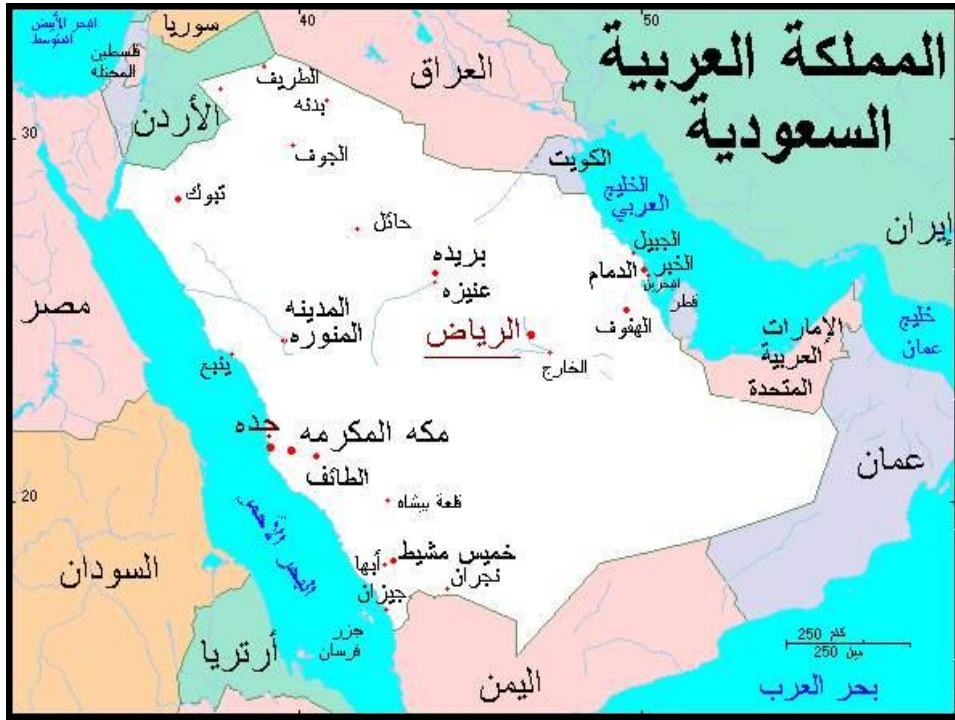 المملكة العربية
السعودية
40
50
30
20
البحر الأبيض
المتوسط
سوريا
فلسطين
المحتله
الأردن
العراق
الطريف
بدنه
الجوف
تبوك
حائل
الكويت
الخليج
العربي
إيران
الجبيل
الخبر
الدمام
البحرين
قطر
الهفوف
بريده
عنيزه
المدينه
المنوره
الرياض
الخارج
ينبع
مصر
الإمارات
العربية
المتحدة
خليج
عمان
عمان
جده
مكه المكرمه
الطائف
قلعة بيشاه
خميس مشيط
أبها
نجران
جيزان
جزر
فرسان
البحر الأحمر
السودان
أرتريا
اليمن
بحر العرب
250 كلم
250 ميل